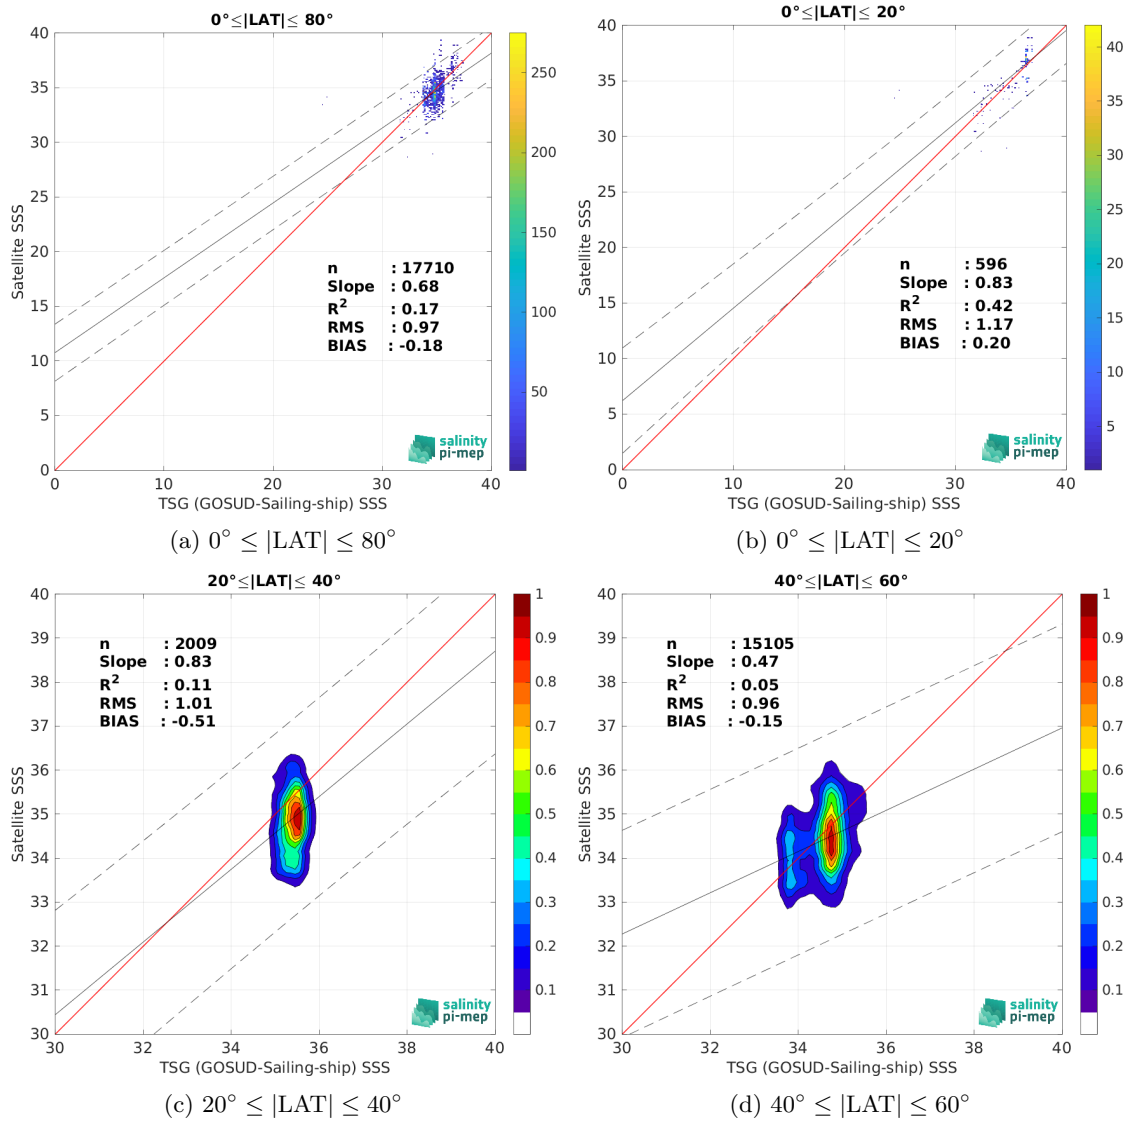 0°≤|LAT|≤ 80°
40
35
30
25
20
15
10
5
0
Satellite SSS
n : 17710
Slope : 0.68
R² : 0.17
RMS : 0.97
BIAS : -0.18
salinity
pi-mep
0 10 20 30 40
TSG (GOSUD-Sailing-ship) SSS
250
200
150
100
50
(a) 0° ≤ |LAT| ≤ 80°
0°≤|LAT|≤ 20°
40
35
30
25
20
15
10
5
0
Satellite SSS
n : 596
Slope : 0.83
R² : 0.42
RMS : 1.17
BIAS : 0.20
salinity
pi-mep
0 10 20 30 40
TSG (GOSUD-Sailing-ship) SSS
40
35
30
25
20
15
10
5
(b) 0° ≤ |LAT| ≤ 20°
20°≤|LAT|≤ 40°
40
39
38
37
36
35
34
33
32
31
30
Satellite SSS
n : 2009
Slope : 0.83
R² : 0.11
RMS : 1.01
BIAS : -0.51
salinity
pi-mep
30 32 34 36 38 40
TSG (GOSUD-Sailing-ship) SSS
1
0.9
0.8
0.7
0.6
0.5
0.4
0.3
0.2
0.1
(c) 20° ≤ |LAT| ≤ 40°
40°≤|LAT|≤ 60°
40
39
38
37
36
35
34
33
32
31
30
Satellite SSS
n : 15105
Slope : 0.47
R² : 0.05
RMS : 0.96
BIAS : -0.15
salinity
pi-mep
30 32 34 36 38 40
TSG (GOSUD-Sailing-ship) SSS
1
0.9
0.8
0.7
0.6
0.5
0.4
0.3
0.2
0.1
(d) 40° ≤ |LAT| ≤ 60°